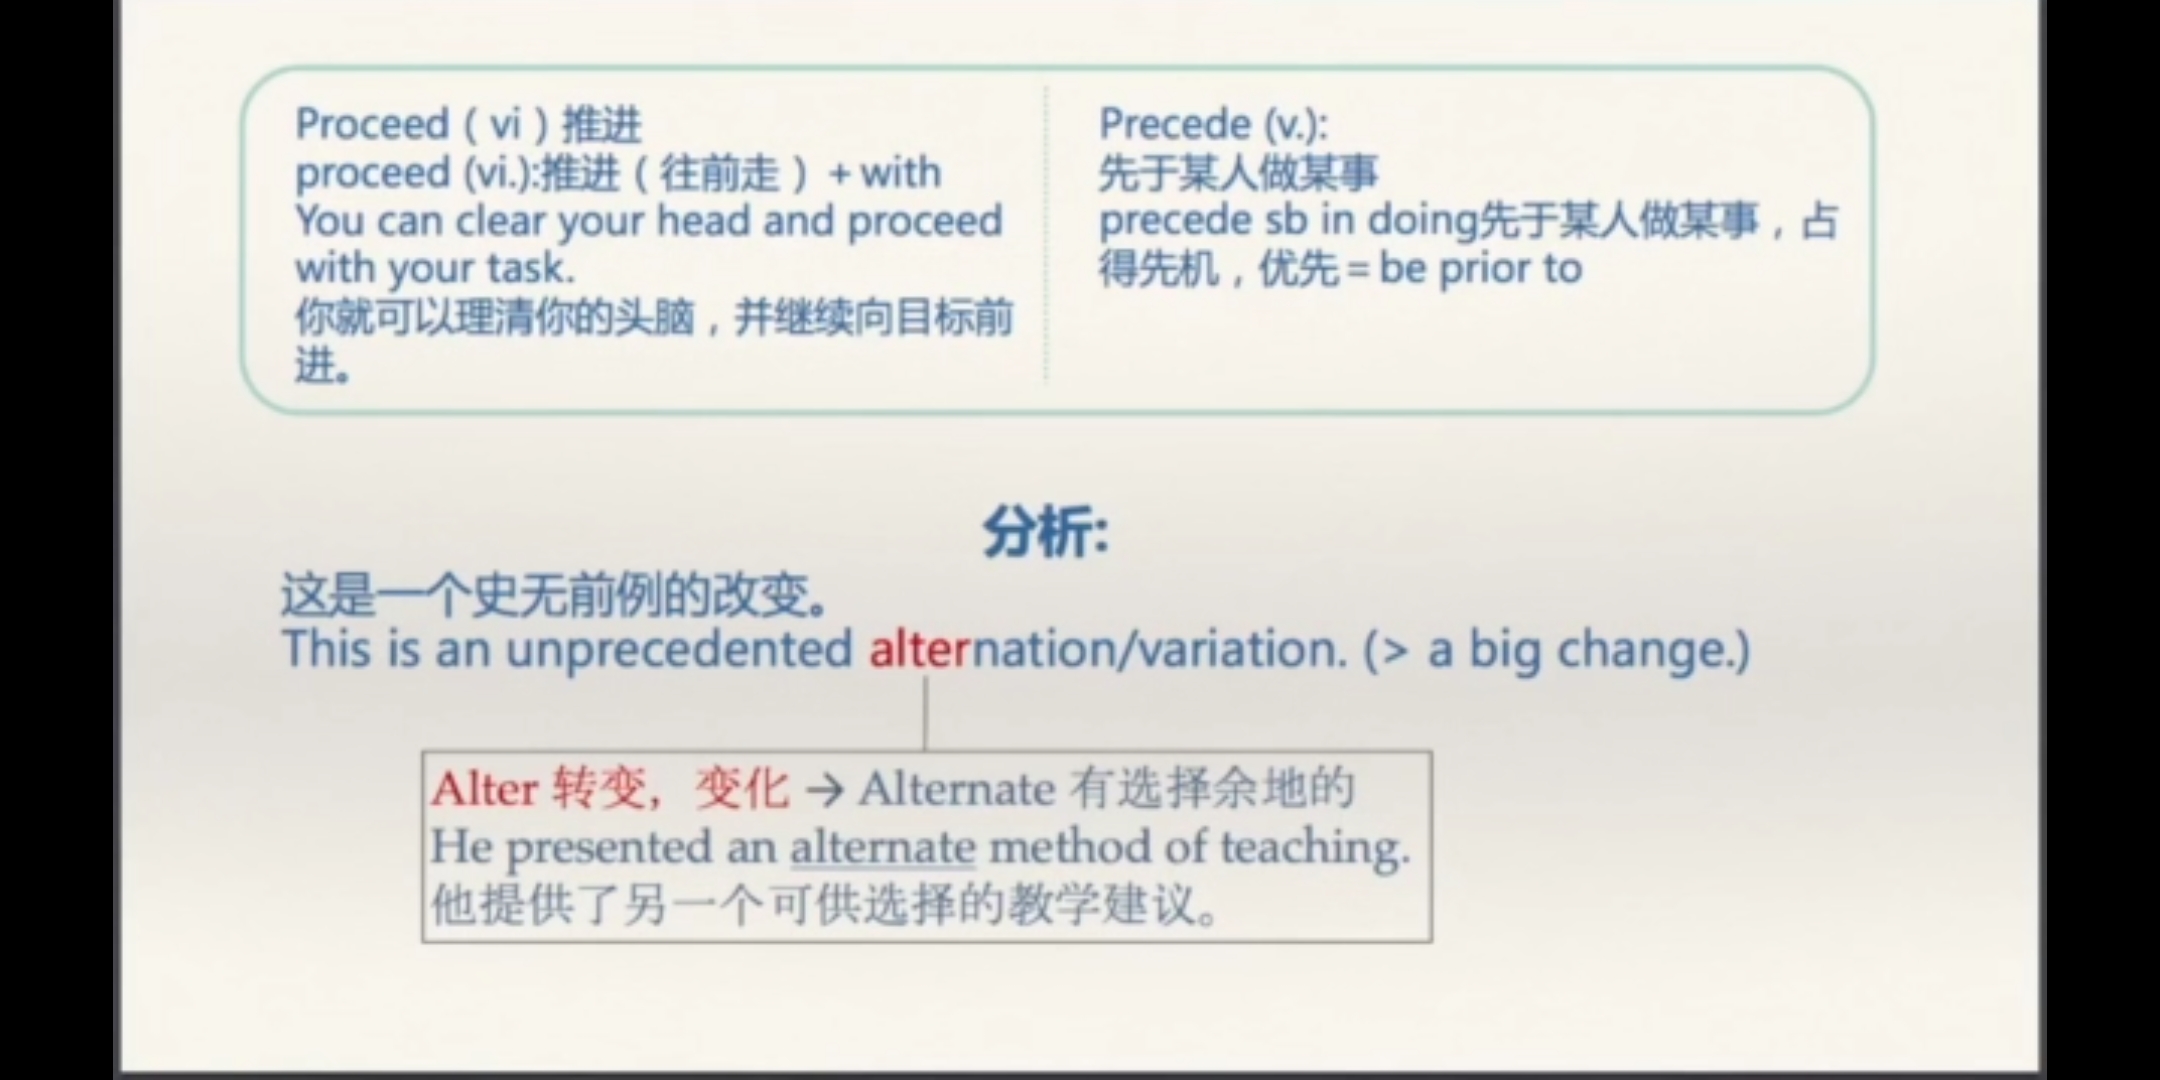 Proceed ( vi ) 推进
proceed (vi.):推进 ( 往前走 ) + with
You can clear your head and proceed
with your task.
你就可以理清你的头脑，并继续向目标前
进。
Precede (v.):
先于某人做某事
precede sb in doing先于某人做某事，占
得先机，优先 = be prior to
分析:
这是一个史无前例的改变。
This is an unprecedented alternation/variation. (> a big change.)
Alter 转变，变化 → Alternate 有选择余地的
He presented an alternate method of teaching.
他提供了另一个可供选择的教学建议。